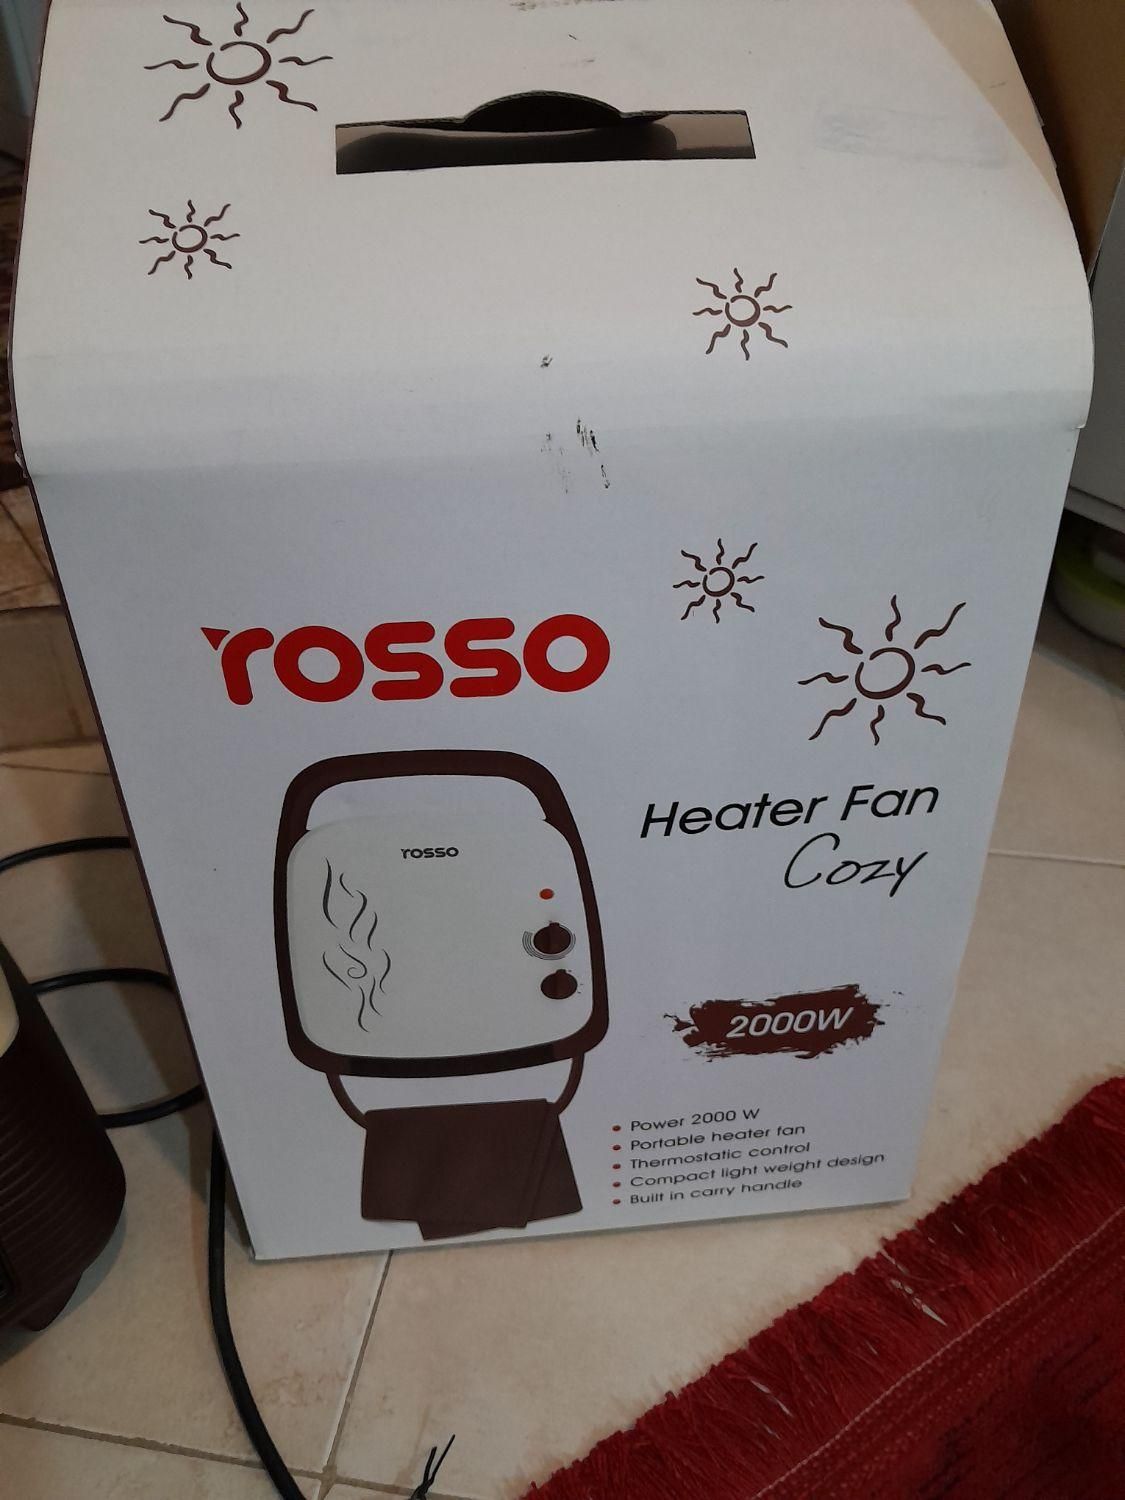 rosso
rosso
Heater Fan
Cozy
2000W
Power 2000 W
Portable heater fan
Thermostatic control
Compact light weight design
Built in carry handle